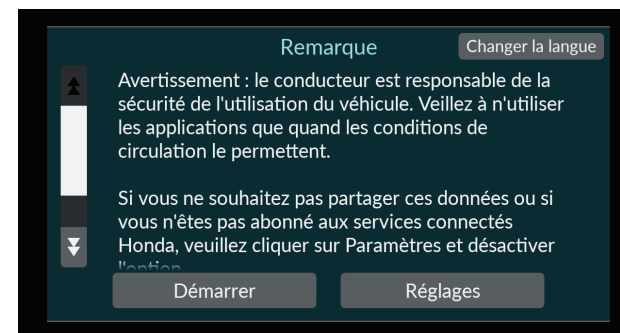 Remarque
Changer la langue
Avertissement : le conducteur est responsable de la
sécurité de l'utilisation du véhicule. Veillez à n'utiliser
les applications que quand les conditions de
circulation le permettent.
Si vous ne souhaitez pas partager ces données ou si
vous n'êtes pas abonné aux services connectés
Honda, veuillez cliquer sur Paramètres et désactiver
l'option
Démarrer
Réglages